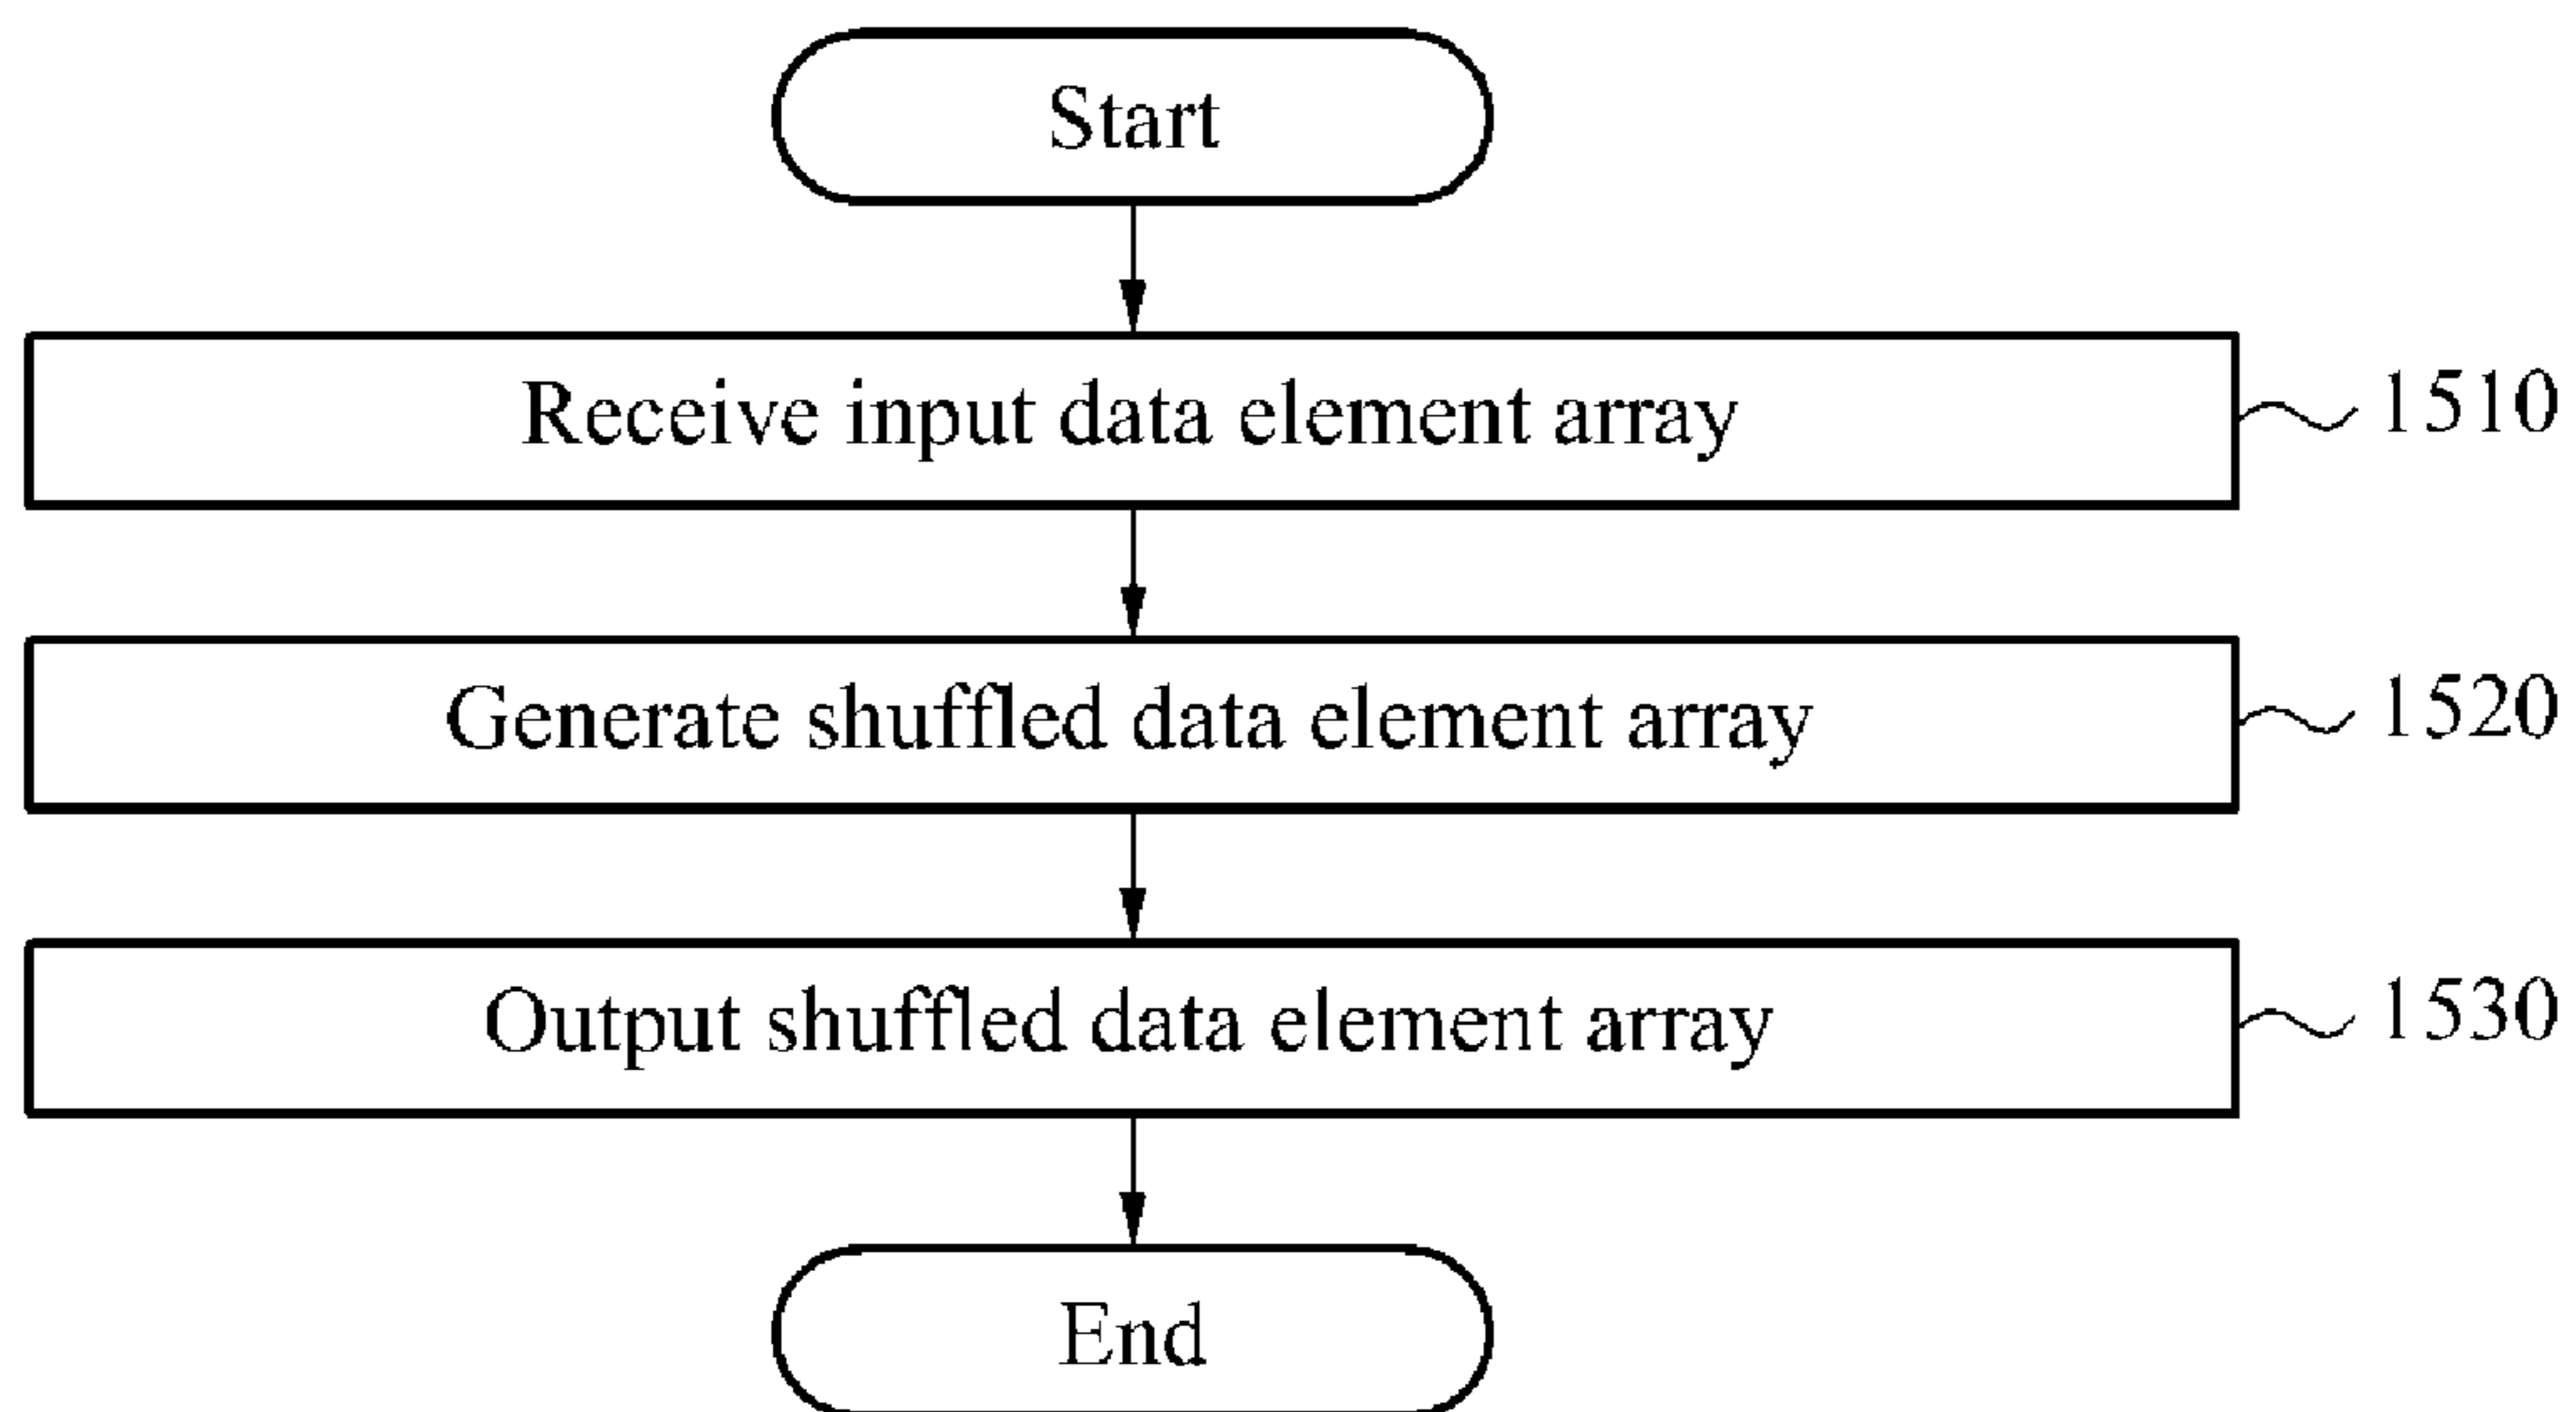 Start
Receive input data element array
1510
Generate shuffled data element array
1520
Output shuffled data element array
1530
End